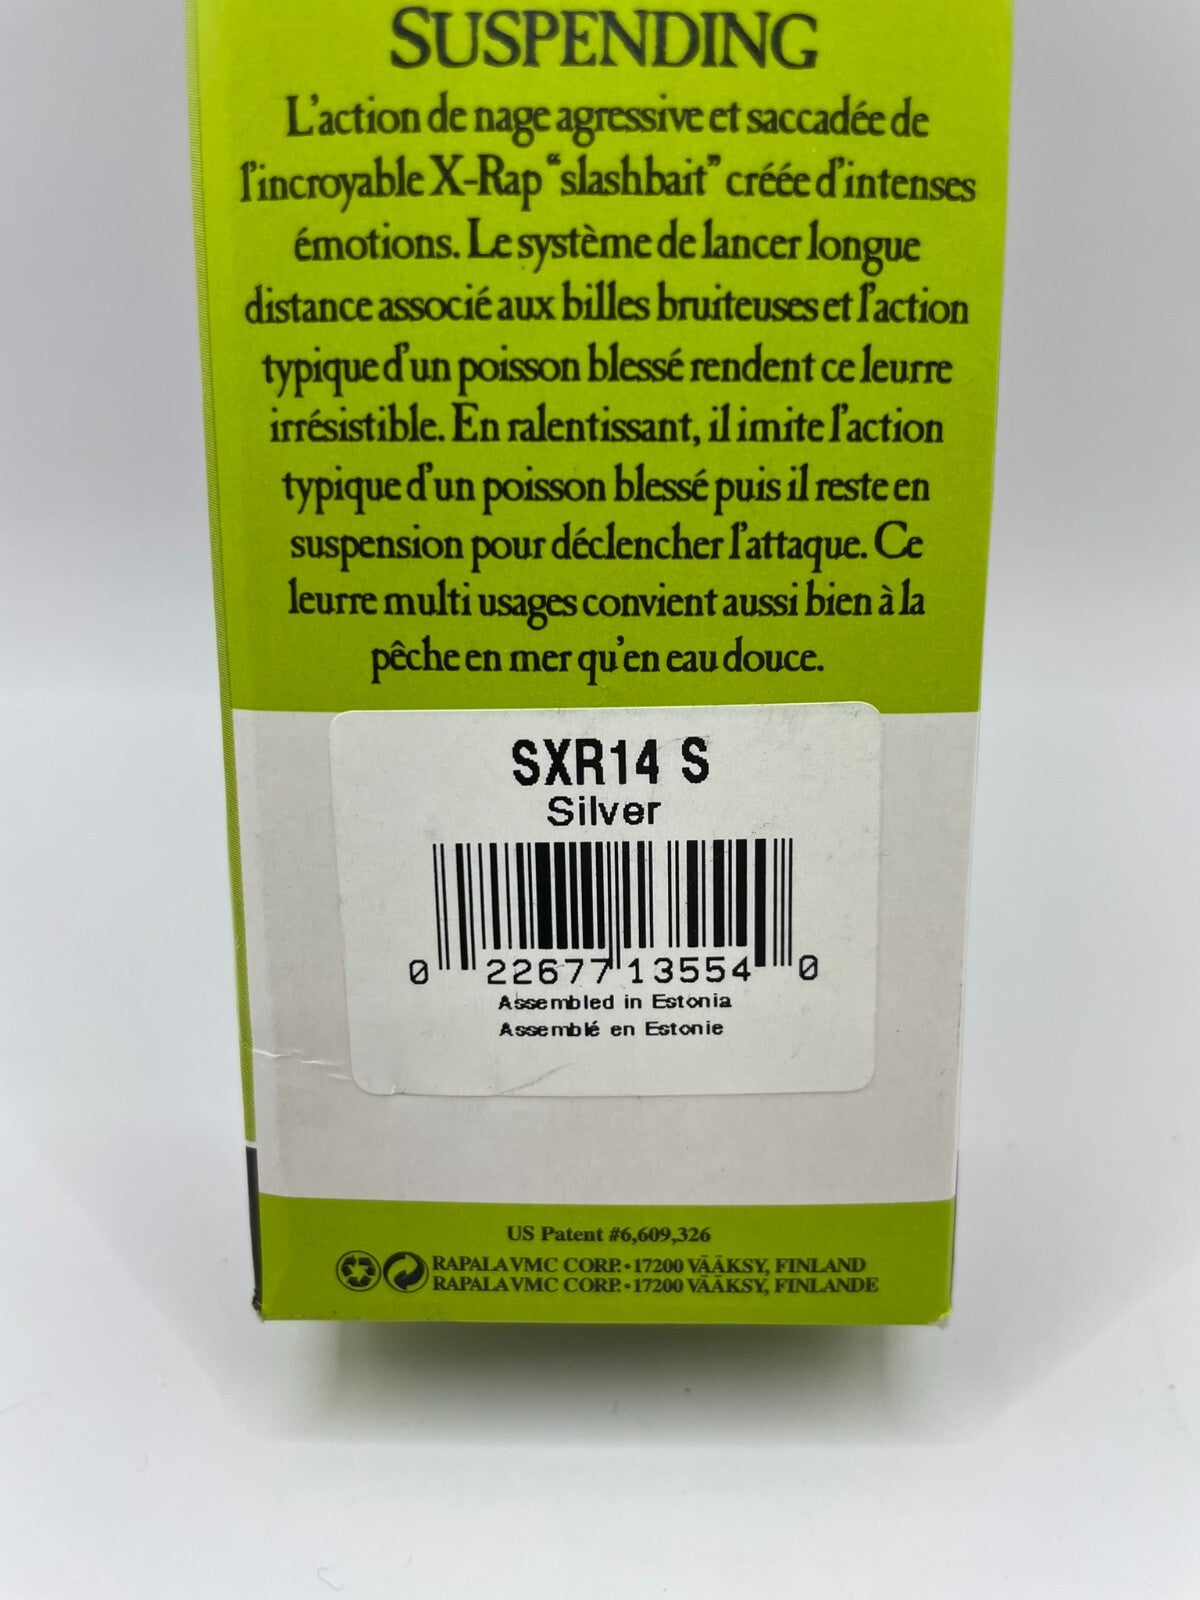 SUSPENDING
L'action de nage agressive et saccadée de
l'incroyable X-Rap “slashbait” créée d'intenses
émotions. Le système de lancer longue
distance associé aux billes bruiteuses et l'action
typique d'un poisson blessé rendent ce leurre
irrésistible. En ralentissant, il imite l'action
typique d'un poisson blessé puis il reste en
suspension pour déclencher l'attaque. Ce
leurre multi usages convient aussi bien à la
pêche en mer qu'en eau douce.
SXR14 S
Silver
0 22677 13554 0
Assembled in Estonia
Assemblé en Estonie
US Patent #6,609,326
RAPALA VMC CORP. • 17200 VÄÄKSY, FINLAND
RAPALA VMC CORP. • 17200 VÄÄKSY, FINLANDE